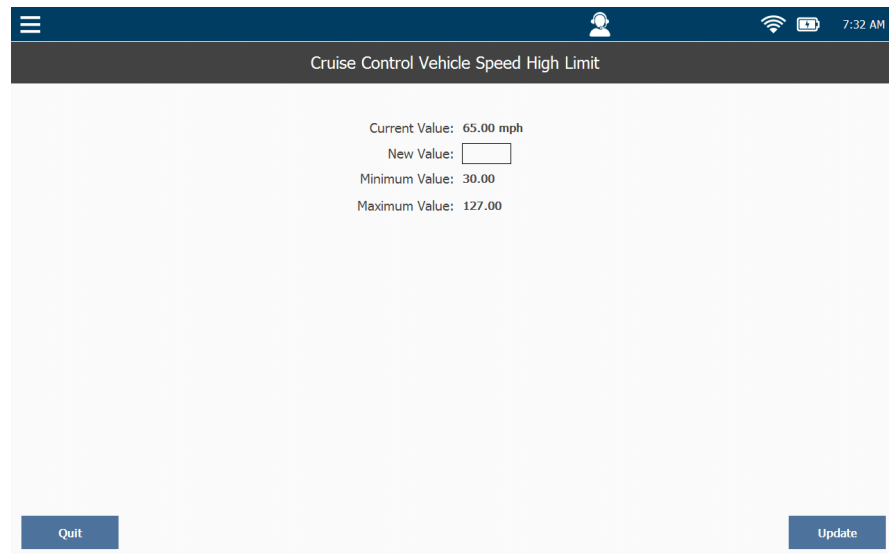 7:32 AM
Cruise Control Vehicle Speed High Limit
Current Value: 65.00 mph
New Value:
Minimum Value: 30.00
Maximum Value: 127.00
Quit
Update